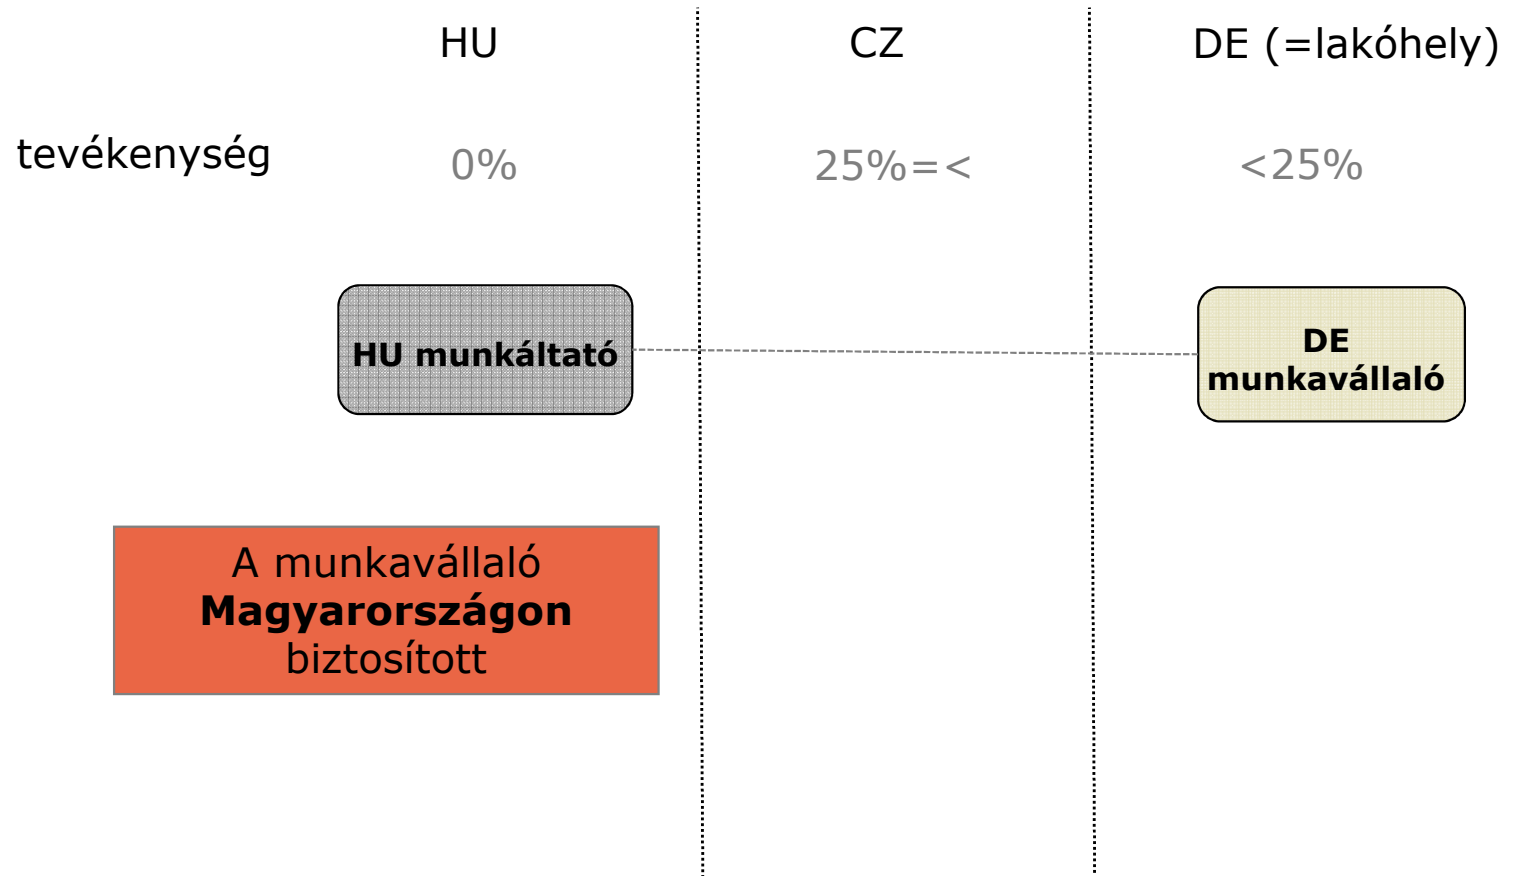 HU
CZ
DE (=lakóhely)
tevékenység
0%
25%=<
<25%
HU munkáltató
DE
munkavállaló
A munkavállaló
Magyarországon
biztosított